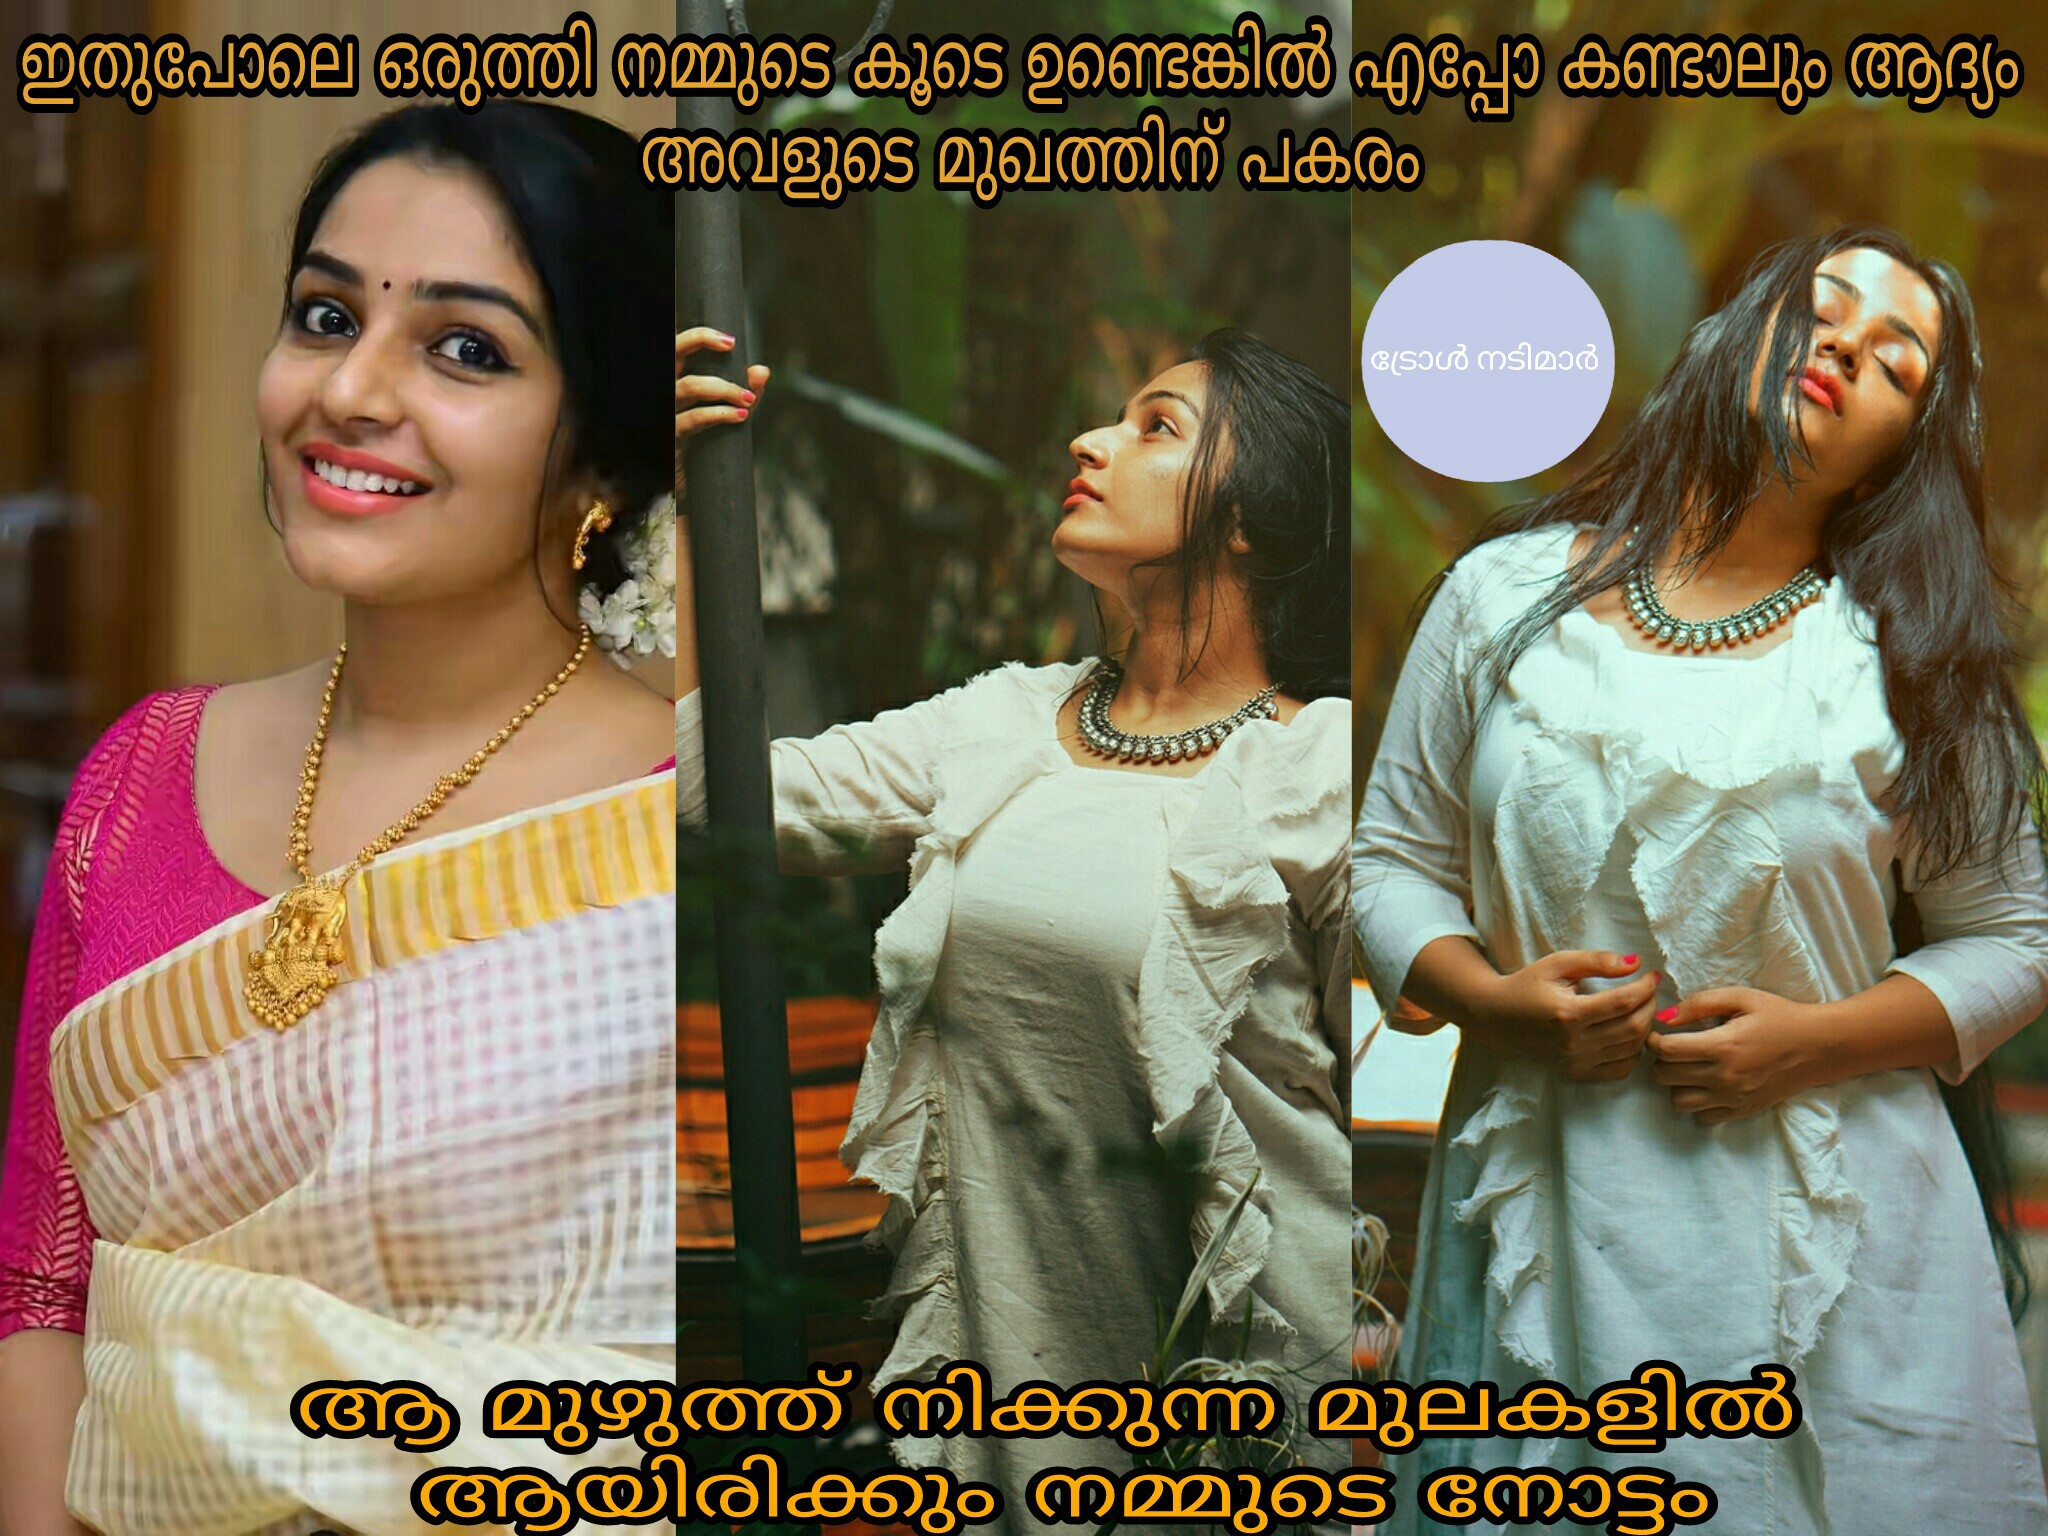 ഇതുപോലെ ഒരുത്തി നമ്മുടെ കൂടെ ഉണ്ടെങ്കിൽ എപ്പോ കണ്ടാലും ആദ്യം
അവളുടെ മുഖത്തിന് പകരം
ട്രോൾ നടിമാർ
ആ മുഴുത്ത് നിക്കുന്ന മുലകളിൽ
ആയിരിക്കും നമ്മുടെ നോട്ടം